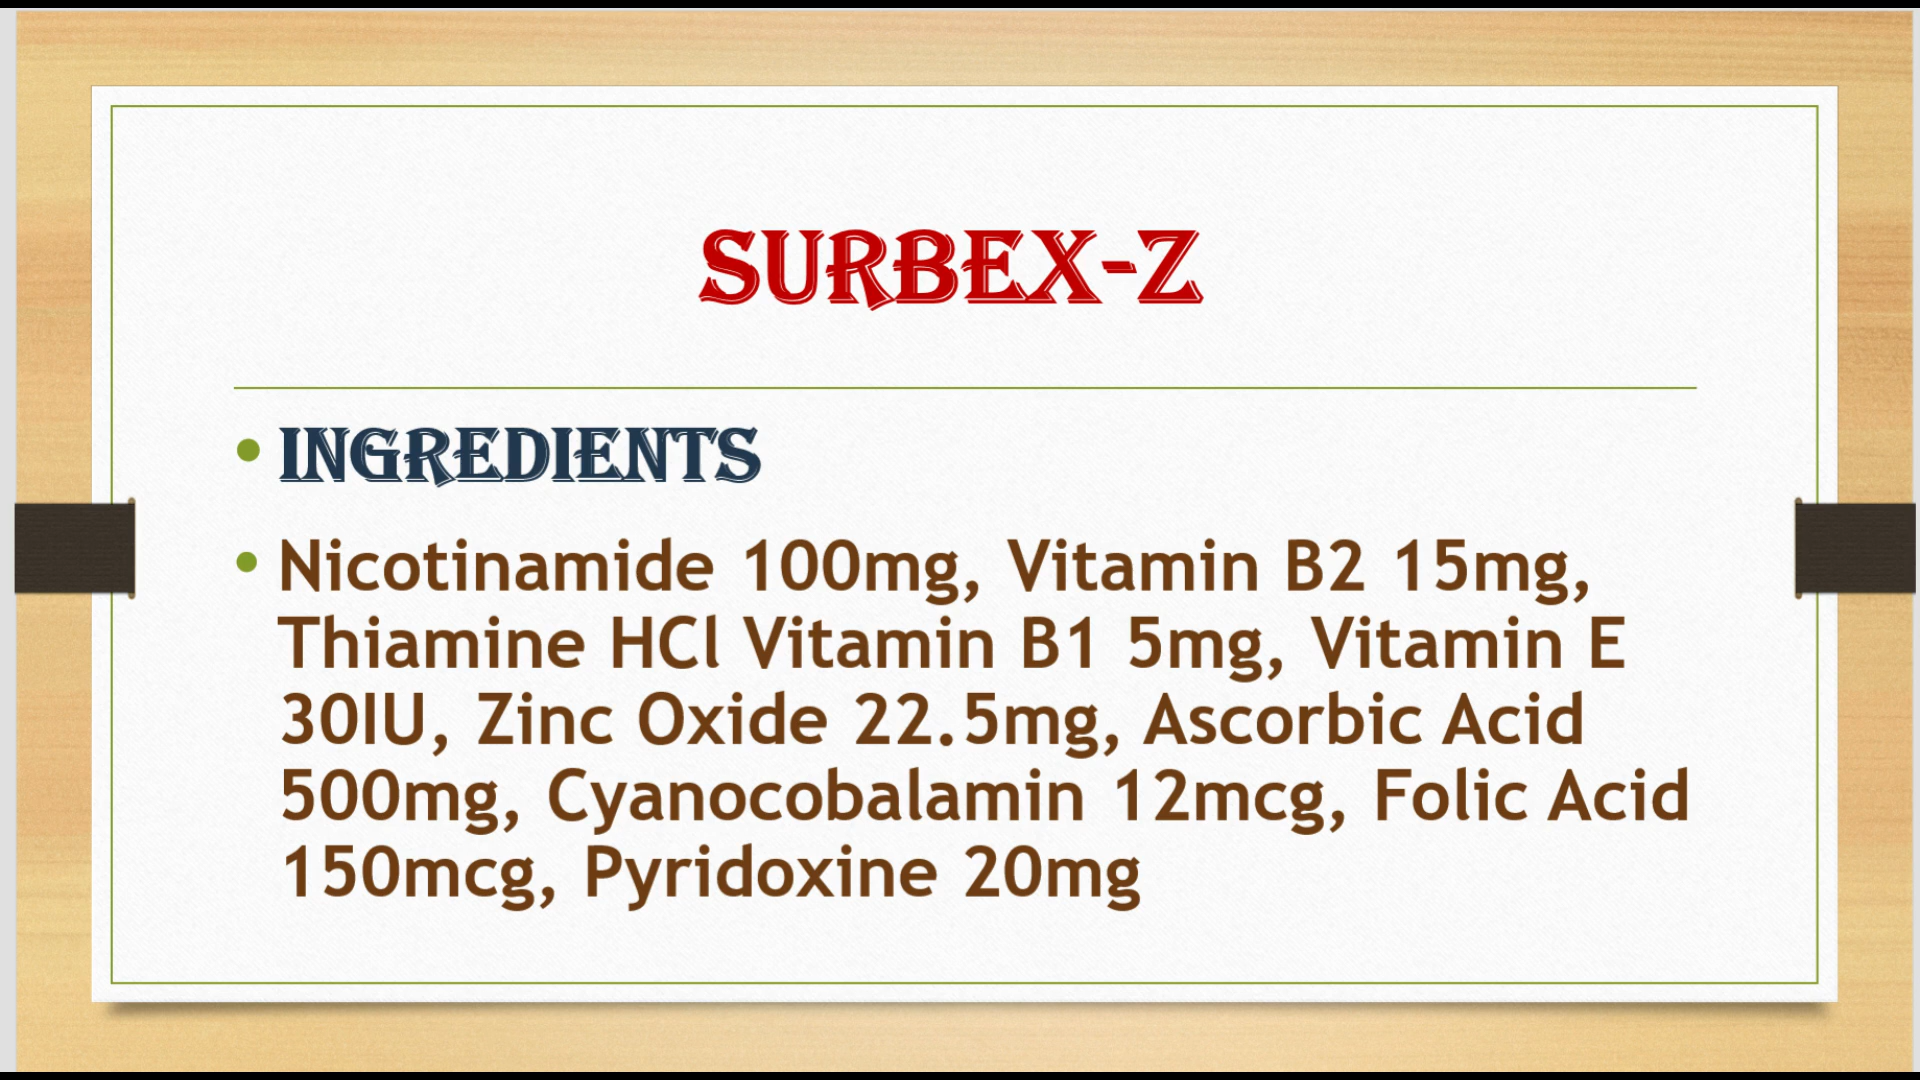 SURBEX-Z
• INGREDIENTS
• Nicotinamide 100mg, Vitamin B2 15mg,
Thiamine HCl Vitamin B1 5mg, Vitamin E
30IU, Zinc Oxide 22.5mg, Ascorbic Acid
500mg, Cyanocobalamin 12mcg, Folic Acid
150mcg, Pyridoxine 20mg